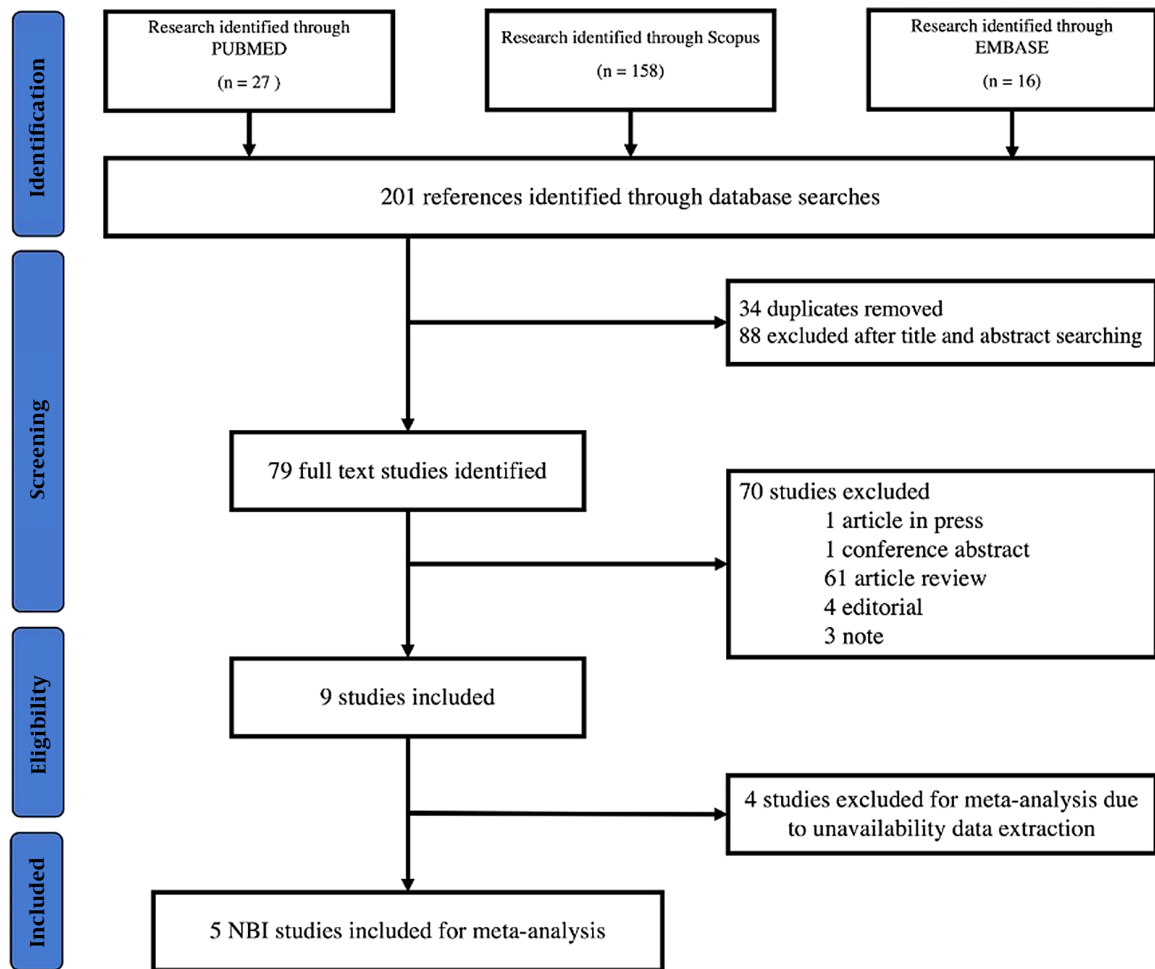 Identification
Research identified through
PUBMED
(n = 27 )
Research identified through Scopus
(n = 158)
Research identified through
EMBASE
(n = 16)
201 references identified through database searches
Screening
34 duplicates removed
88 excluded after title and abstract searching
79 full text studies identified
70 studies excluded
1 article in press
1 conference abstract
61 article review
4 editorial
3 note
Eligibility
9 studies included
4 studies excluded for meta-analysis due
to unavailability data extraction
Included
5 NBI studies included for meta-analysis